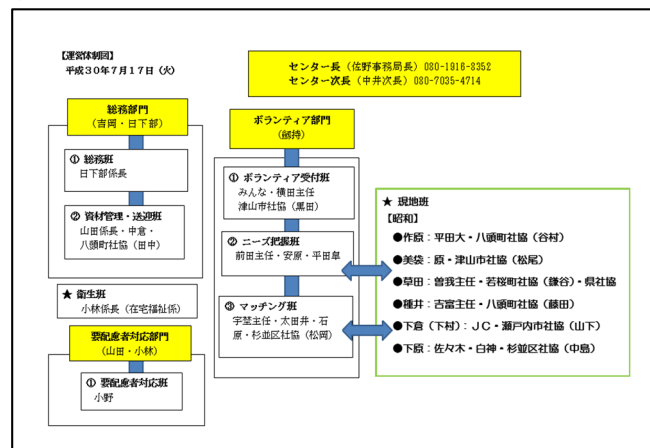 【運営体制図】
平成３０年７月１７日（火）
センター長（佐野事務局長）080-1916-8352
センター次長（中井次長）080-7035-4714
総務部門
（吉岡・日下部）
① 総務班
日下部係長
② 資材管理・送迎班
山田係長・中倉・
八頭町社協（田中）
★ 衛生班
小林係長（在宅福祉係）
要配慮者対応部門
（山田・小林）
① 要配慮者対応班
小野
ボランティア部門
（剱持）
① ボランティア受付班
みんな・横田主任
津山市社協（黒田）
② ニーズ把握班
前田主任・安原・平田卓
③ マッチング班
宇埜主任・太田井・石
原・杉並区社協（松岡）
★ 現地班
【昭和】
●作原：平田大・八頭町社協（谷村）
●美袋：原・津山市社協（松尾）
●草田：曽我主任・若桜町社協（鎌谷）・県社協
●種井：古富主任・八頭町社協（藤田）
●下倉（下村）：ＪＣ・瀬戸内市社協（山下）
●下原：佐々木・白神・杉並区社協（中島）